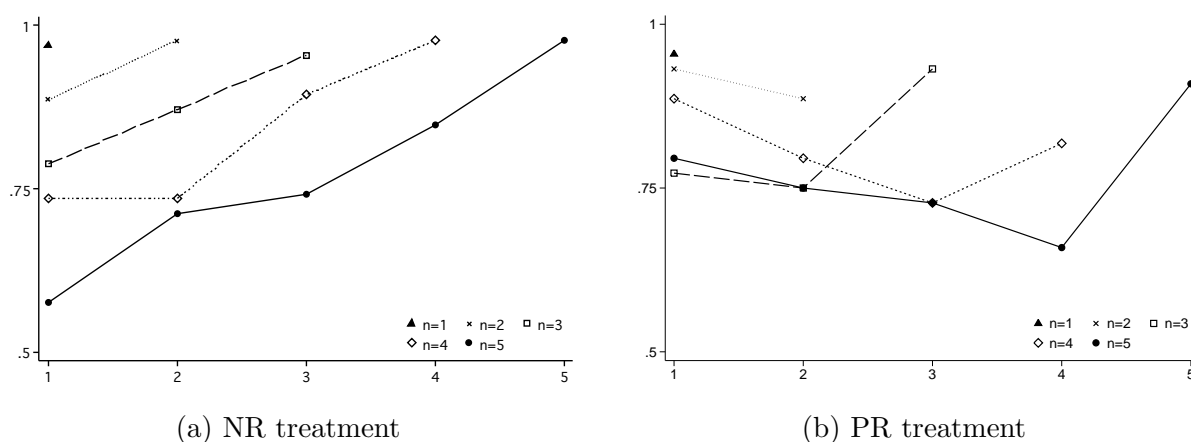 1
.75
.5
1 2 3 4 5
n=1 n=2 n=3
n=4 n=5
(a) NR treatment
1
.75
.5
1 2 3 4 5
n=1 n=2 n=3
n=4 n=5
(b) PR treatment